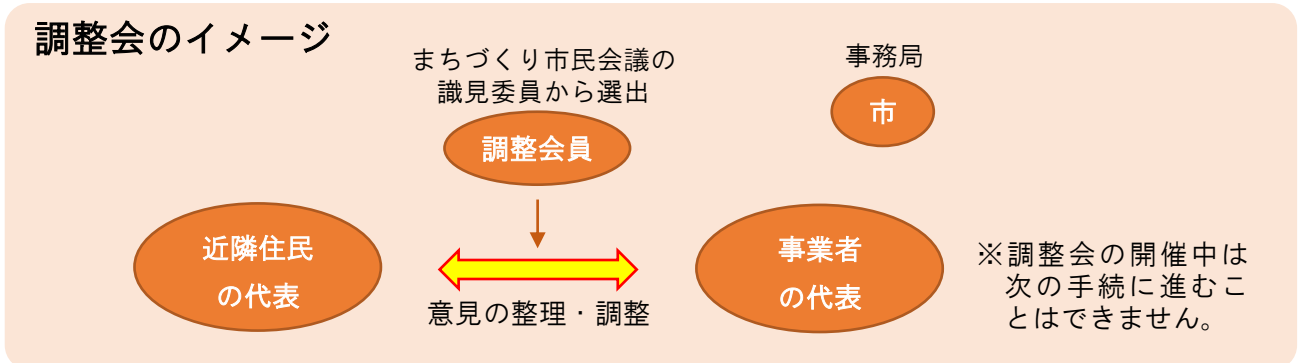 調整会のイメージ
まちづくり市民会議の
識見委員から選出
事務局
市
調整会員
近隣住民
の代表
意見の整理・調整
事業者
の代表
※調整会の開催中は
次の手続に進むこ
とはできません。